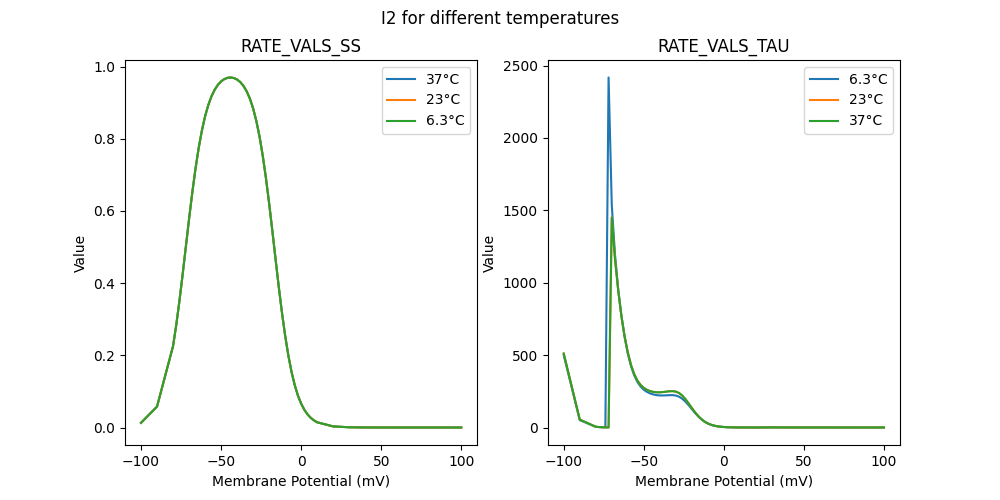 I2 for different temperatures
RATE_VALS_SS
1.0
0.8
0.6
0.4
0.2
0.0
Value
−100
−50
0
50
100
Membrane Potential (mV)
37°C
23°C
6.3°C
RATE_VALS_TAU
2500
2000
1500
1000
500
0
Value
−100
−50
0
50
100
Membrane Potential (mV)
6.3°C
23°C
37°C